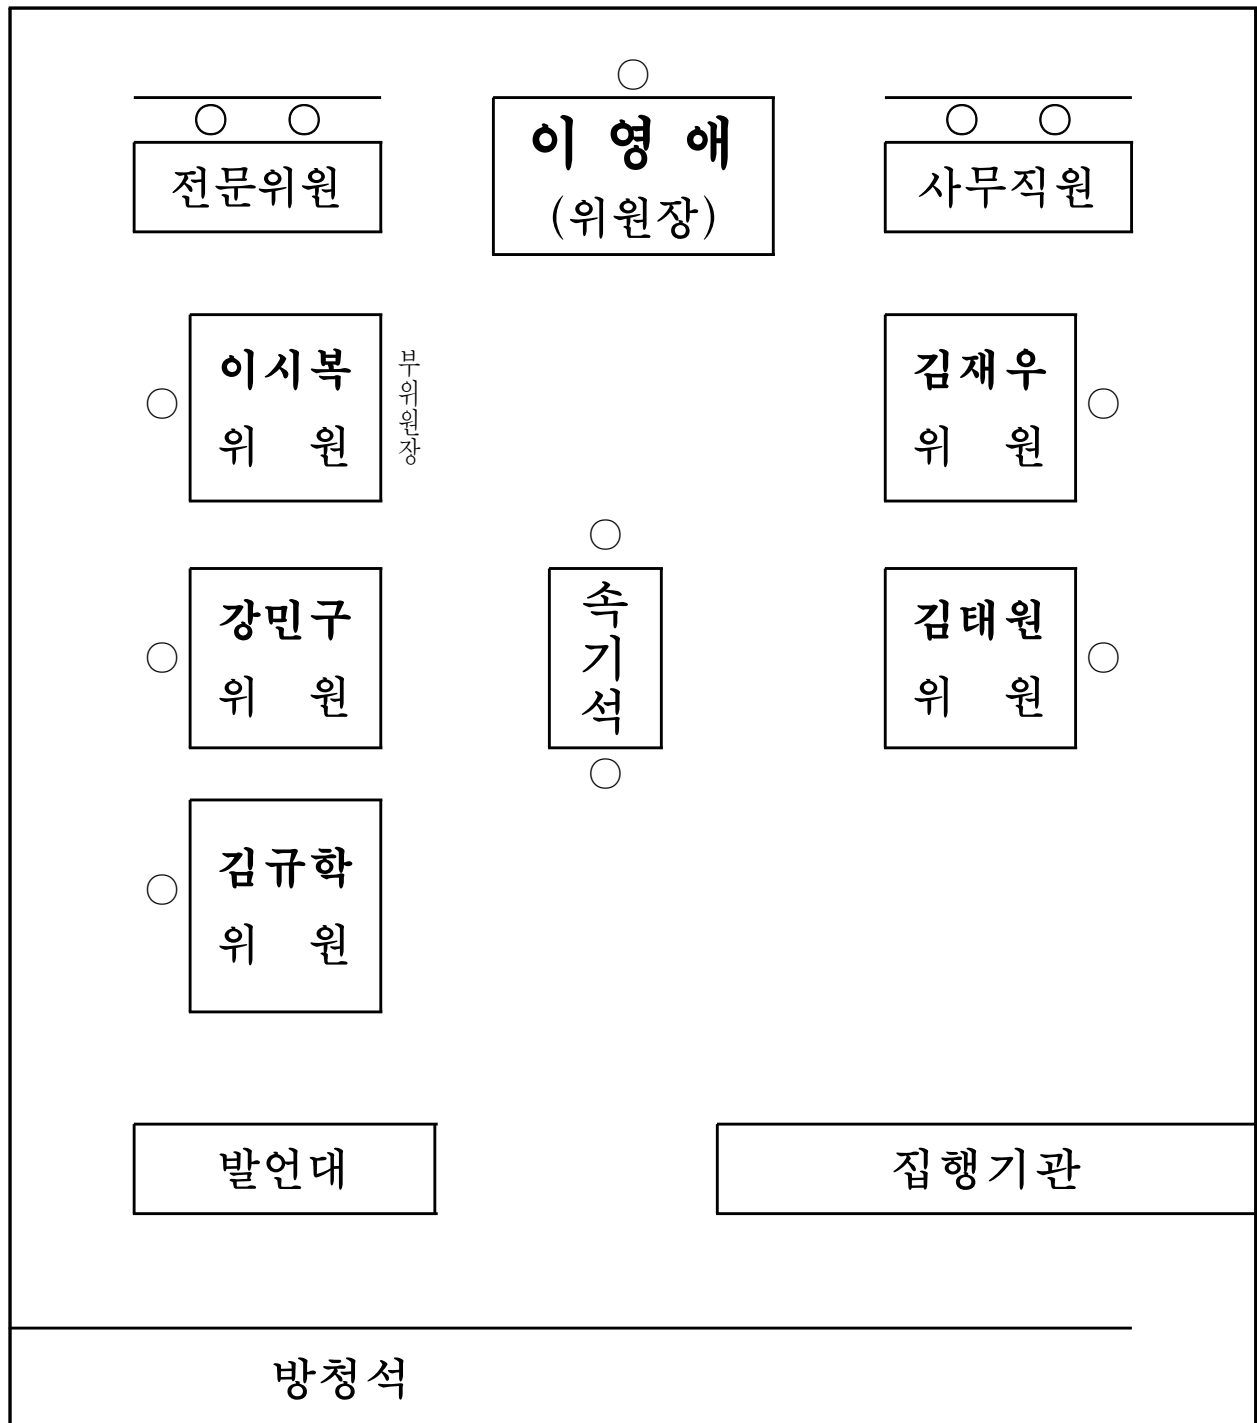 이 영 애
(위원장)
전문위원
사무직원
이시복
위 원
부위원장
김재우
위 원
강민구
위 원
속기석
김태원
위 원
김규학
위 원
발언대
집행기관
방청석